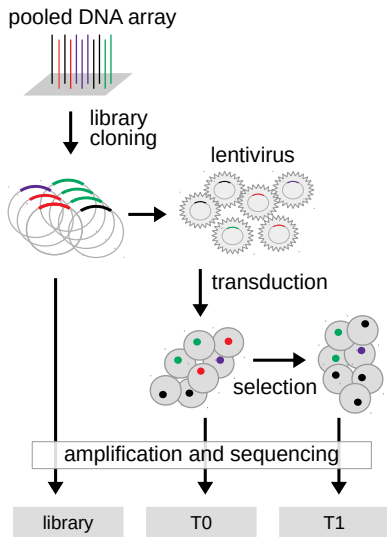 pooled DNA array
library
cloning
lentivirus
transduction
selection
amplification and sequencing
library
T0
T1